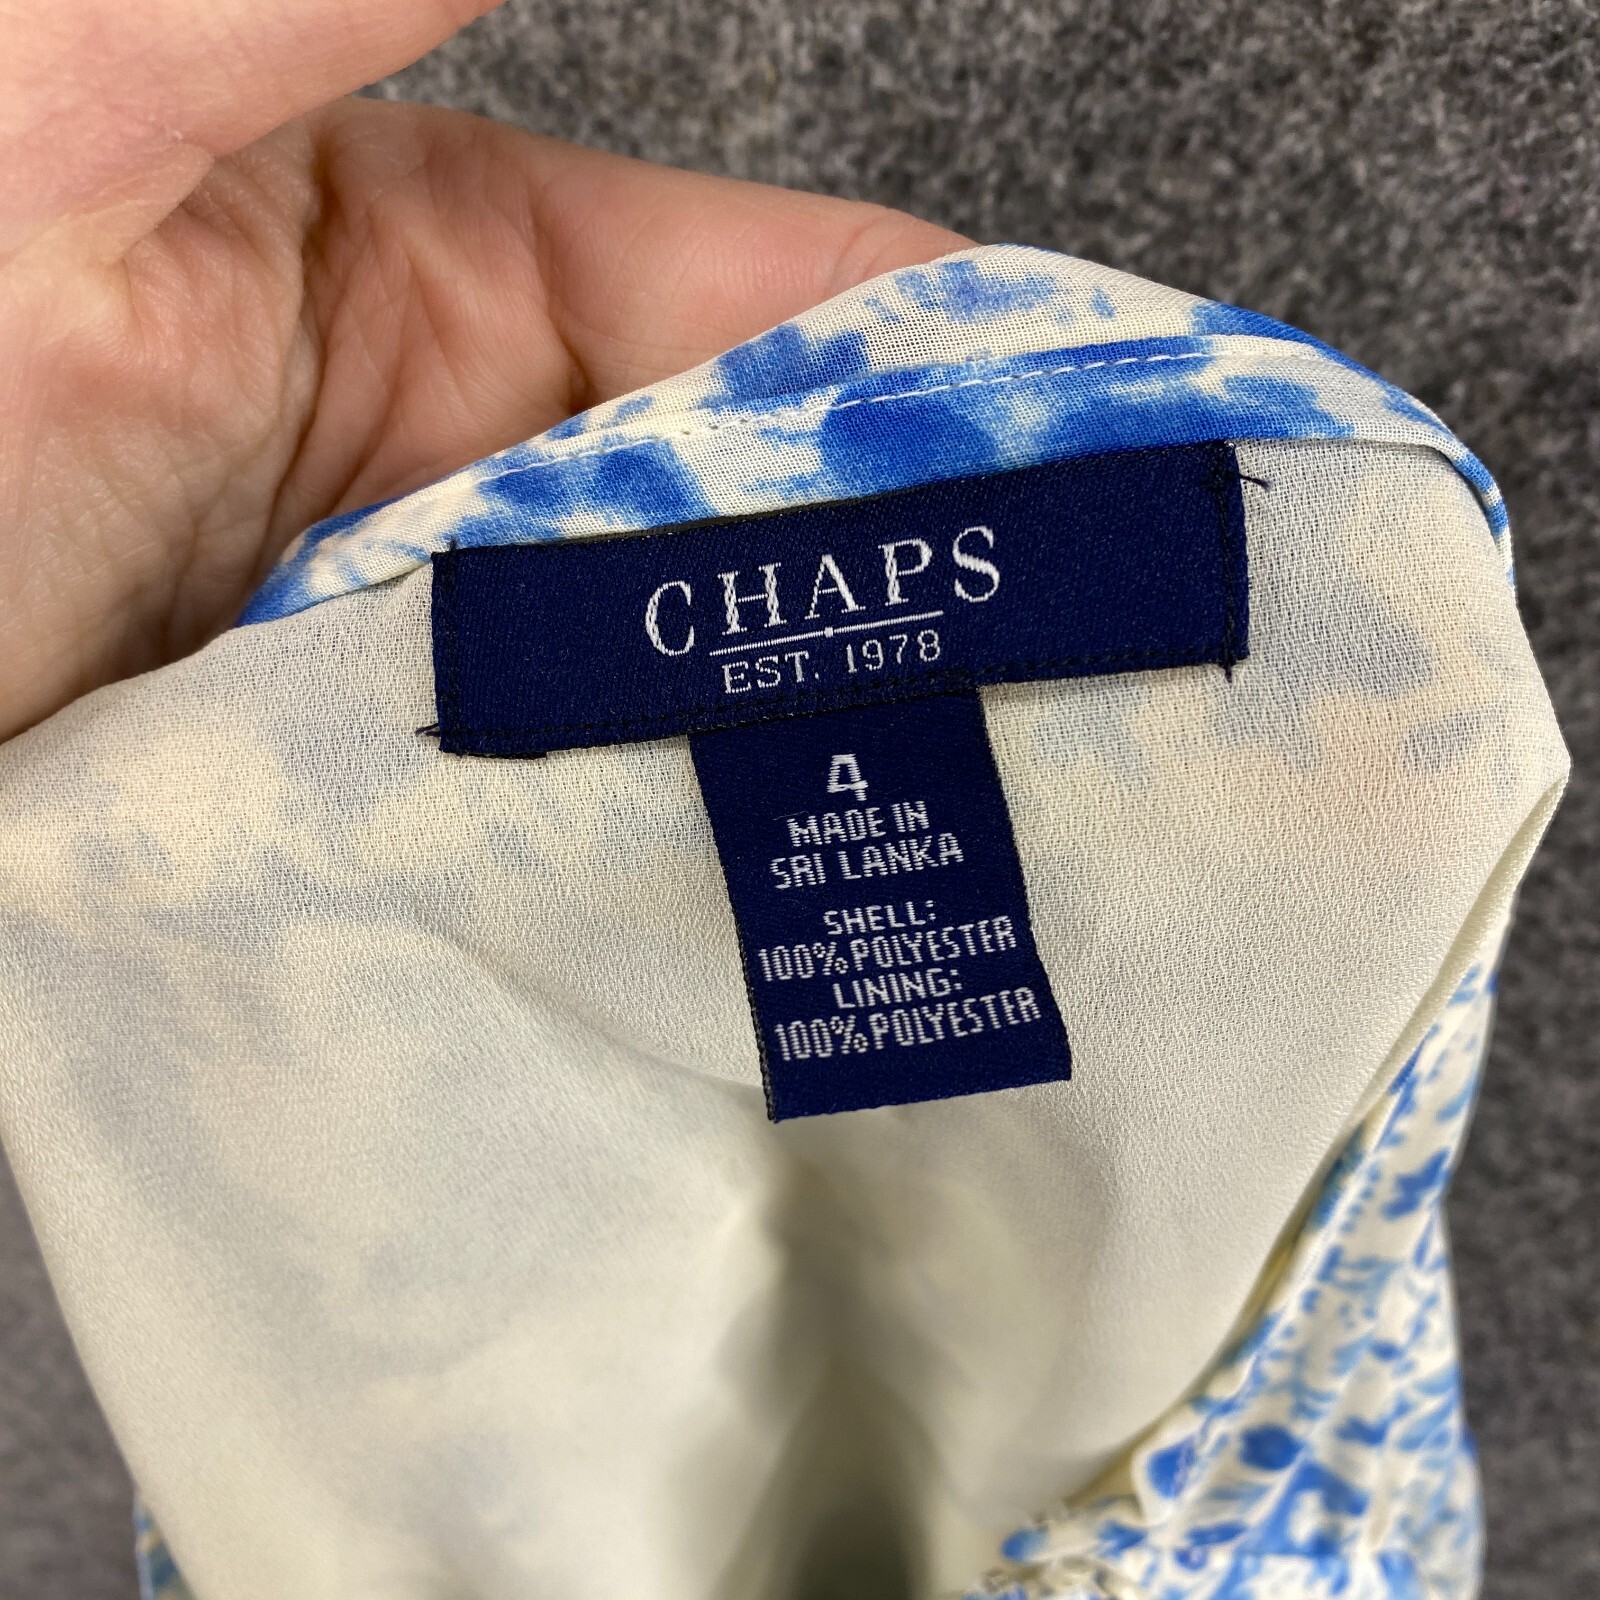 CHAPS
EST. 1978
4
MADE IN
SRI LANKA
SHELL:
100% POLYESTER
LINING:
100% POLYESTER